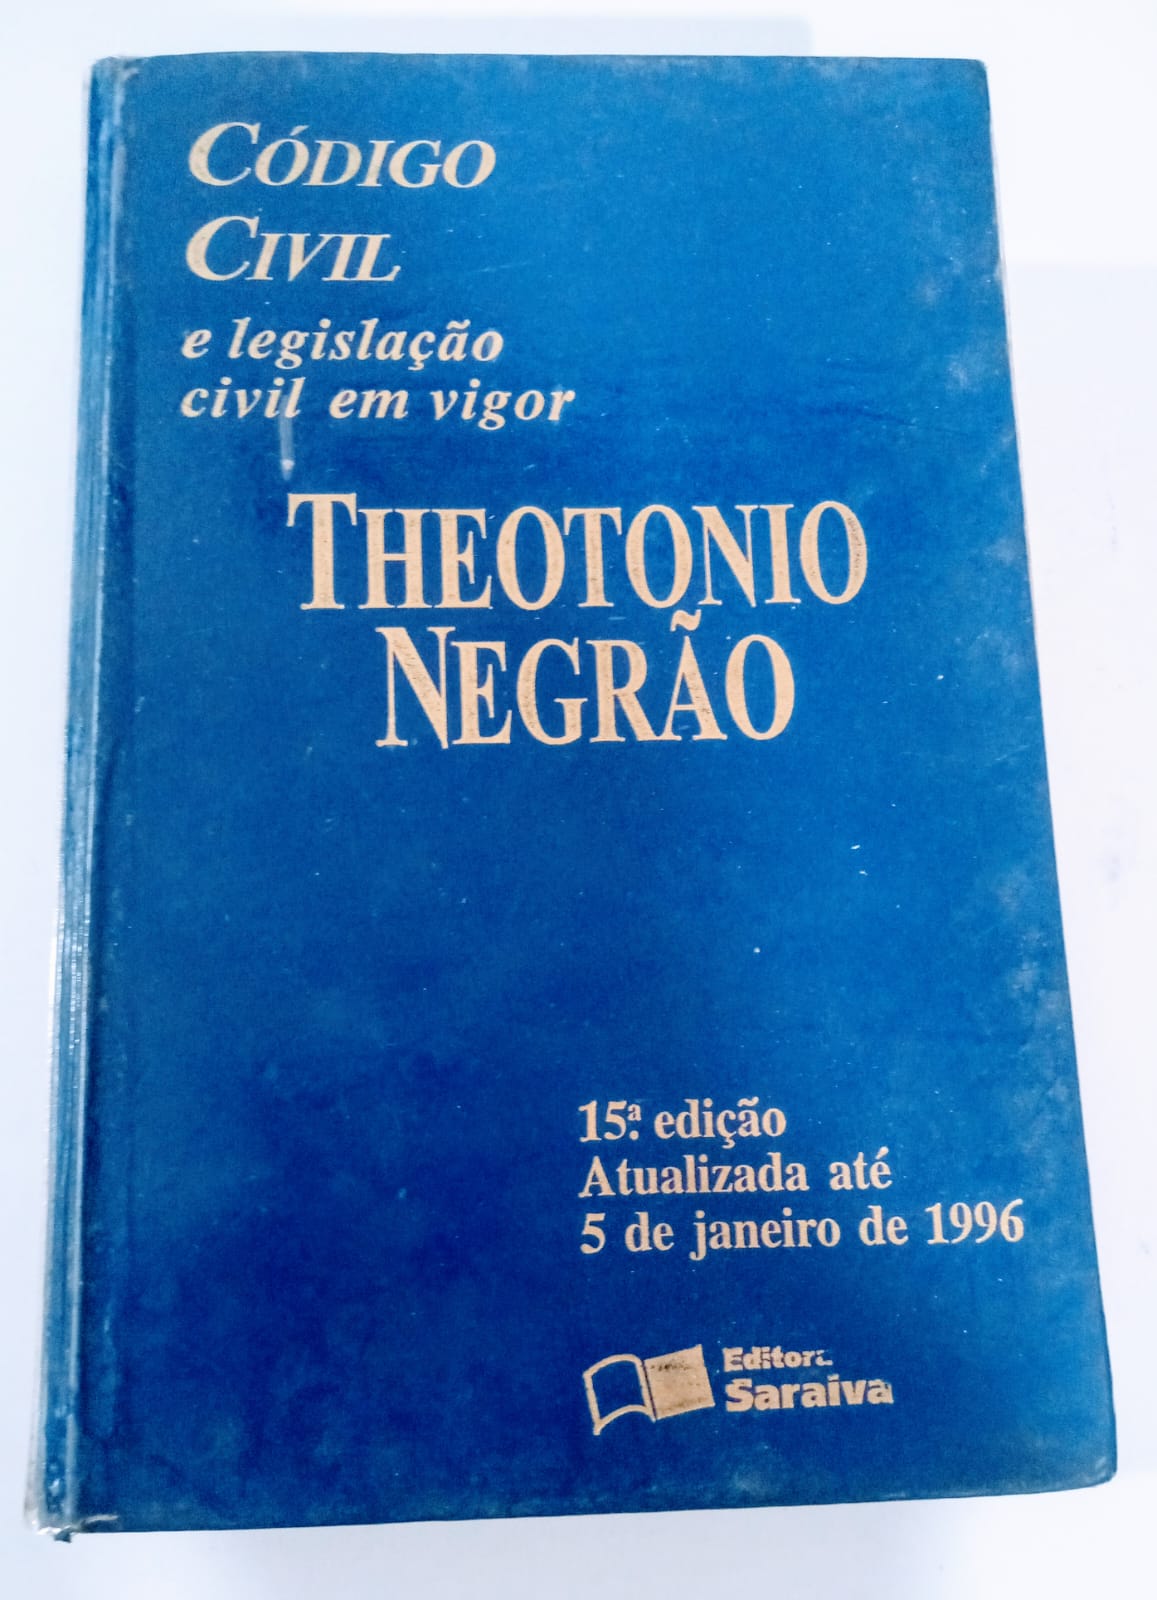 CÓDIGO
CIVIL
e legislação
civil em vigor
THEOTONIO
NEGRÃO
15ª edição
Atualizada até
5 de janeiro de 1996
Editora
Saraiva